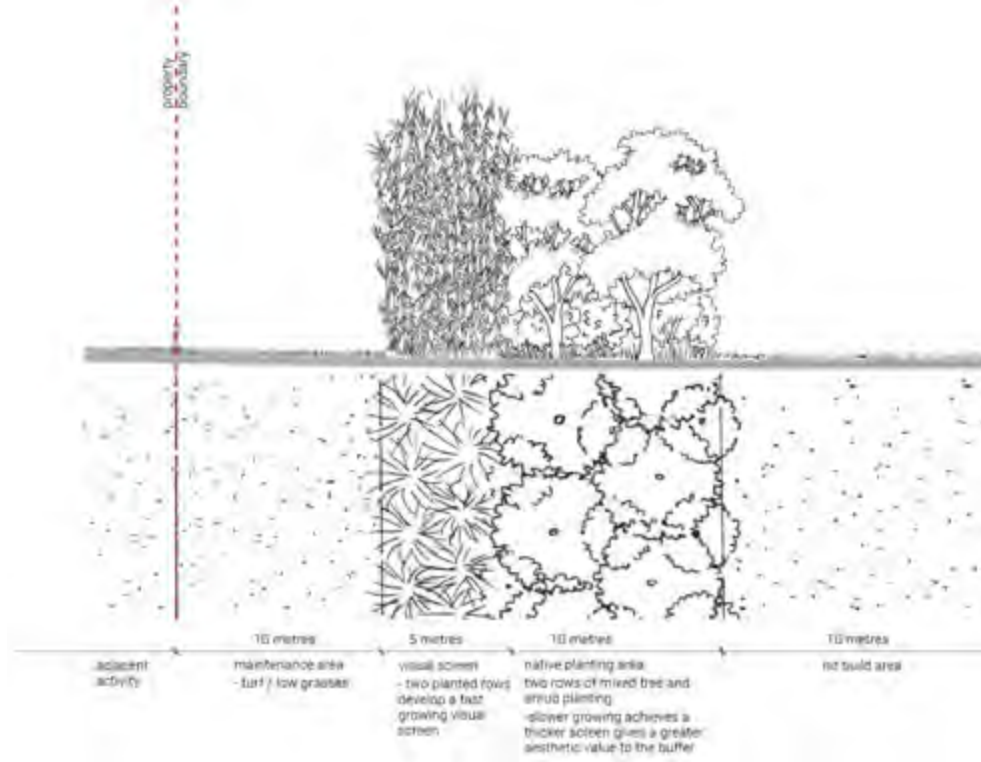 property
boundary
10 metres
5 metres
10 metres
10 metres
adjacent
activity
maintenance area
- turf / low grasses
visual screen
- two planted rows
develop a fast
growing visual
screen
native planting area
two rows of mixed tree and
shrub planting
-slower growing achieves a
thicker screen gives a greater
aesthetic value to the buffer
no build area